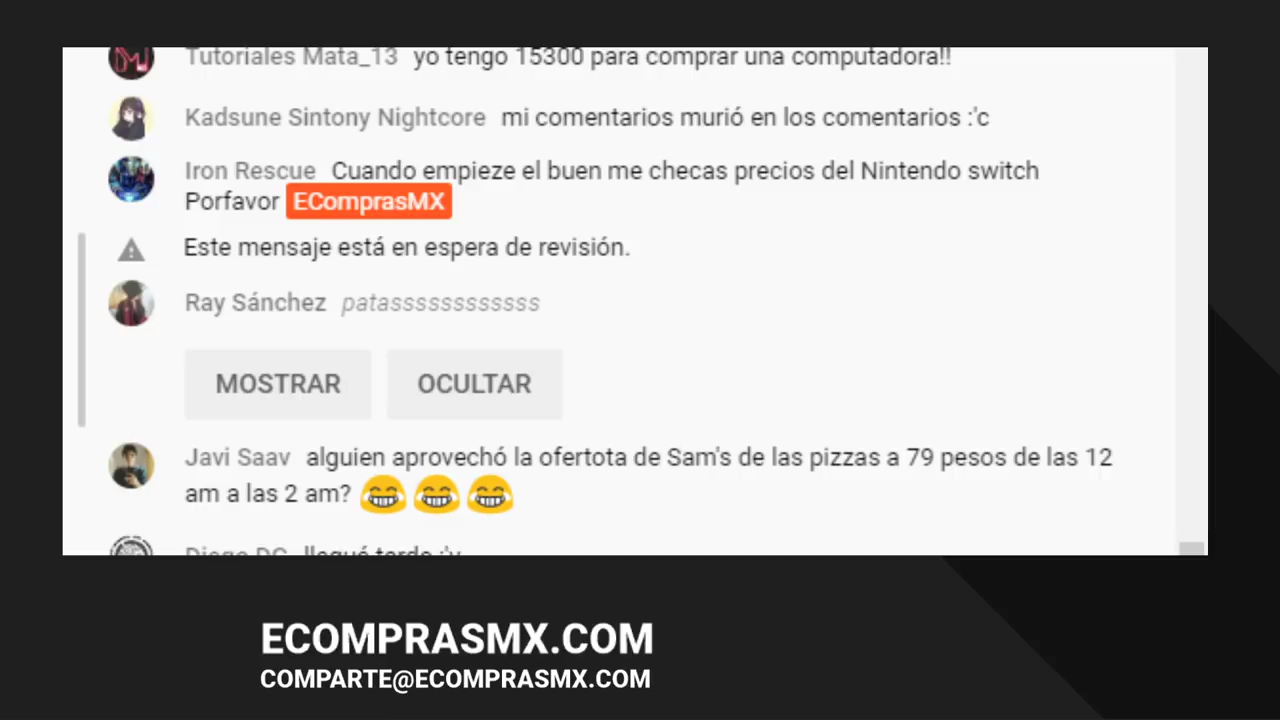 Tutoriales Mata_13 yo tengo 15300 para comprar una computadora!!
Kadsune Sintony Nightcore mi comentarios murió en los comentarios :'c
Iron Rescue Cuando empieze el buen me checas precios del Nintendo switch
Porfavor EComprasMX
Este mensaje está en espera de revisión.
Ray Sánchez patassssssssssss
MOSTRAR OCULTAR
Javi Saav alguien aprovechó la ofertota de Sam's de las pizzas a 79 pesos de las 12
am a las 2 am? 😂 😂 😂
Diego DG llegué tarde :'v
ECOMPRASMX.COM
COMPARTE@ECOMPRASMX.COM